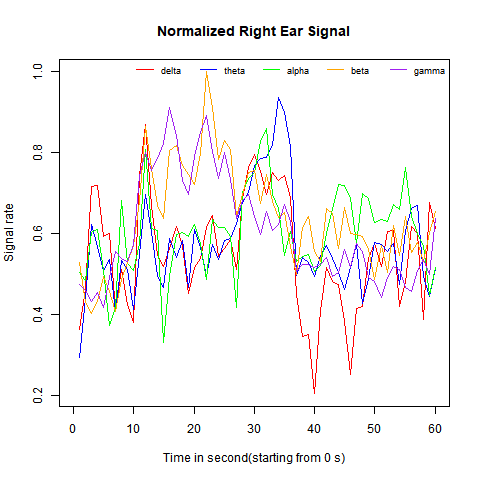 Normalized Right Ear Signal
delta theta alpha beta gamma
1.0
0.8
0.6
0.4
0.2
Signal rate
0 10 20 30 40 50 60
Time in second(starting from 0 s)